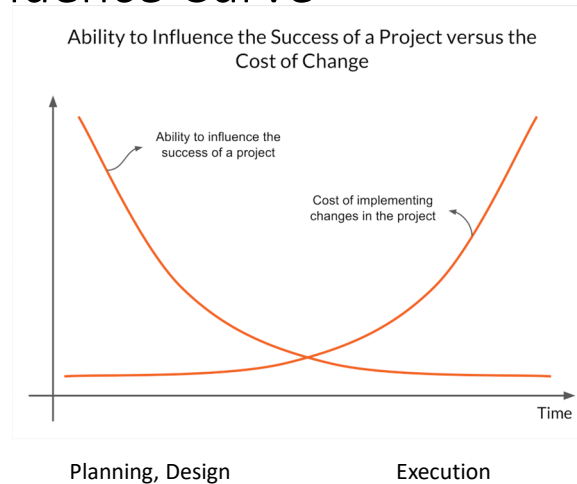 Ability to Influence the Success of a Project versus the
Cost of Change
Ability to influence the
success of a project
Cost of implementing
changes in the project
Time
Planning, Design
Execution